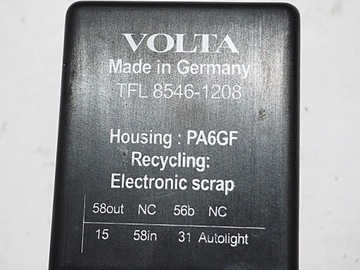 VOLTA
Made in Germany
TFL 8546-1208
Housing : PA6GF
Recycling:
Electronic scrap
58out NC 56b NC
15 58in 31 Autolight